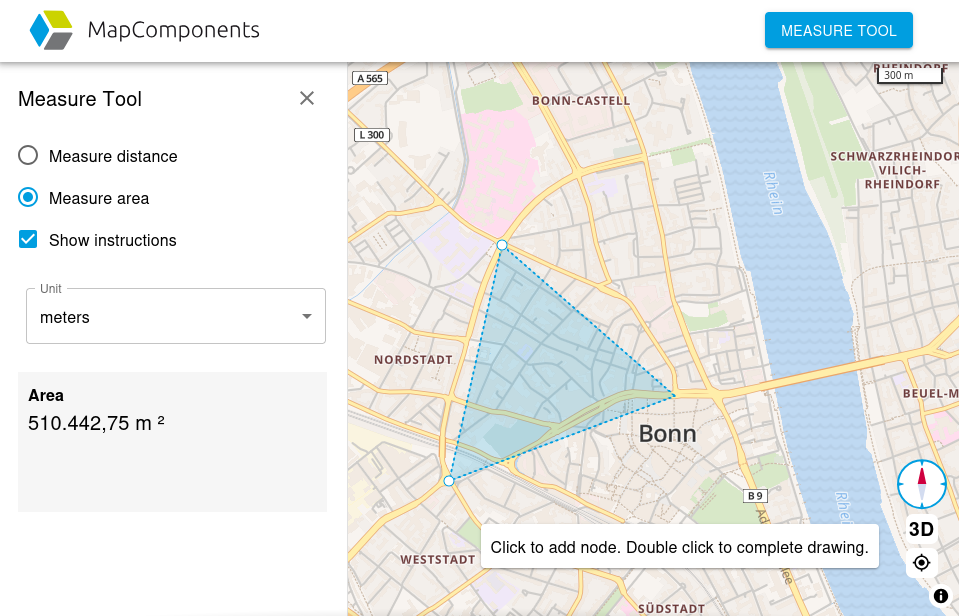 MapComponents
MEASURE TOOL
Measure Tool
Measure distance
Measure area
Show instructions
Unit
meters
Area
510.442,75 m ²
A 565
RHEINDORF
300 m
BONN-CASTELL
L 300
SCHWARZRHEINDOR
VILICH-
RHEINDORF
Rhein
NORDSTADT
BEUEL-M
Bonn
B 9
Rhei
3D
Click to add node. Double click to complete drawing.
WESTSTADT
SÜDSTADT